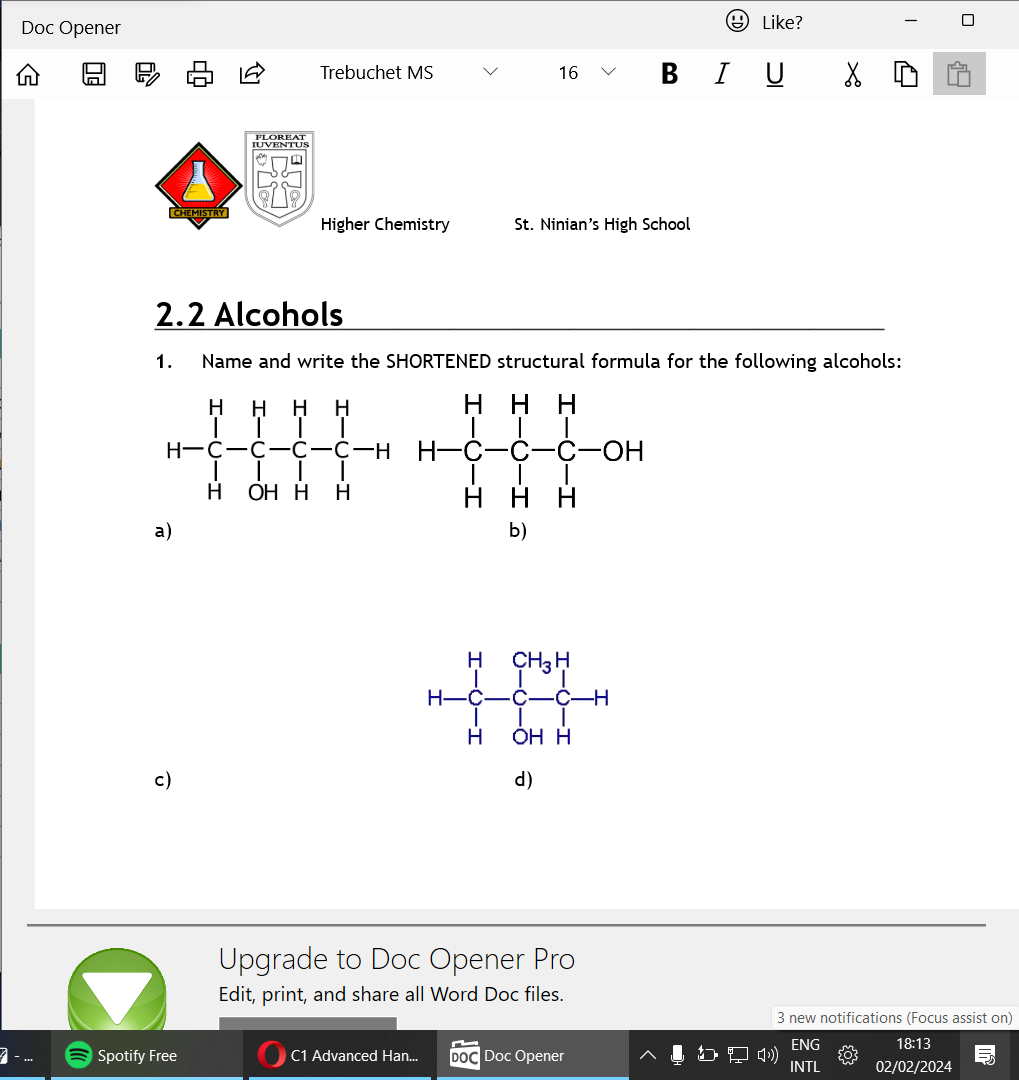 Doc Opener
Like?
Trebuchet MS 16 B I U
FLOREAT
IUVENTUS
CHEMISTRY
Higher Chemistry St. Ninian's High School
2.2 Alcohols
1. Name and write the SHORTENED structural formula for the following alcohols:
H H H H
H—C—C—C—C—H
H OH H H
H H H
H—C—C—C—OH
H H H
a) b)
H CH3 H
H—C—C—C—H
H OH H
c) d)
Upgrade to Doc Opener Pro
Edit, print, and share all Word Doc files.
3 new notifications (Focus assist on)
- ...
Spotify Free
C1 Advanced Han...
DOC Doc Opener
ENG
INTL
18:13
02/02/2024